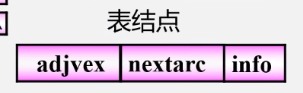 表结点
adjvex nextarc info